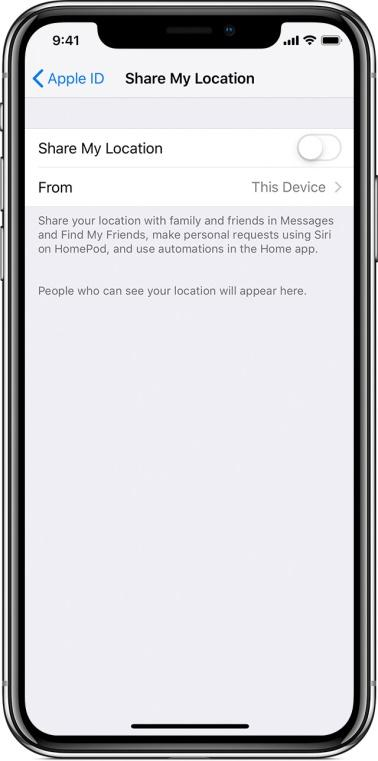 9:41
Apple ID Share My Location
Share My Location
From This Device
Share your location with family and friends in Messages
and Find My Friends, make personal requests using Siri
on HomePod, and use automations in the Home app.
People who can see your location will appear here.